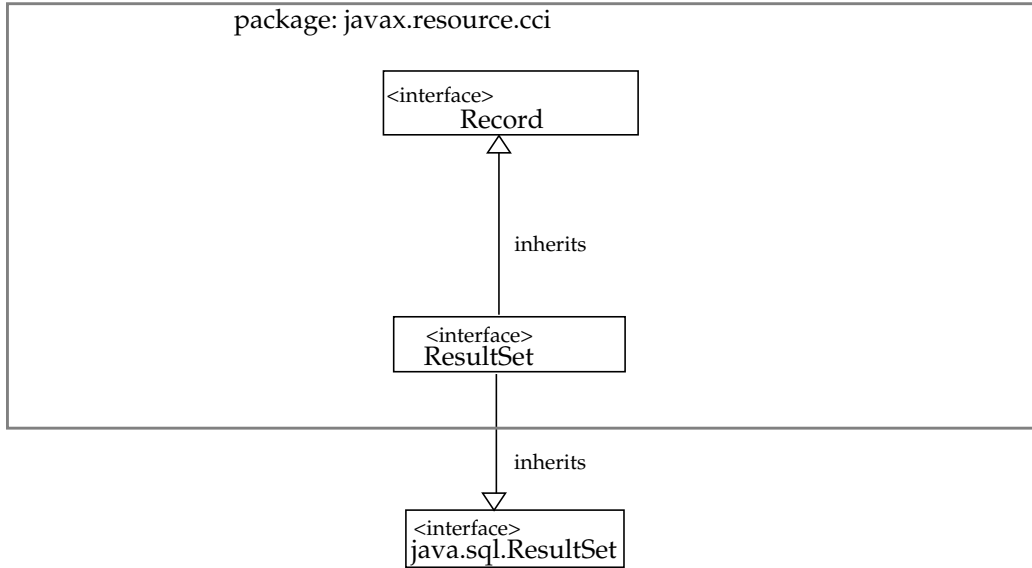 package: javax.resource.cci
<interface>
Record
inherits
<interface>
ResultSet
inherits
<interface>
java.sql.ResultSet